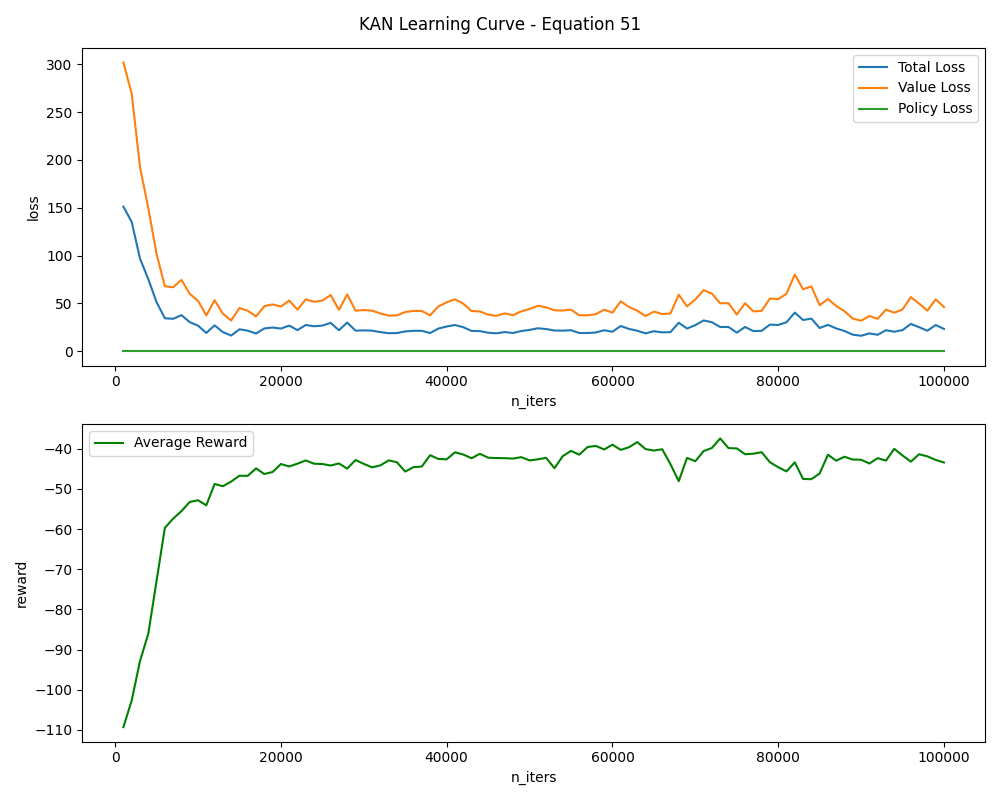 KAN Learning Curve - Equation 51
300
250
200
150
100
50
0
loss
Total Loss
Value Loss
Policy Loss
0 20000 40000 60000 80000 100000
n_iters
−40
−50
−60
−70
−80
−90
−100
−110
reward
Average Reward
0 20000 40000 60000 80000 100000
n_iters